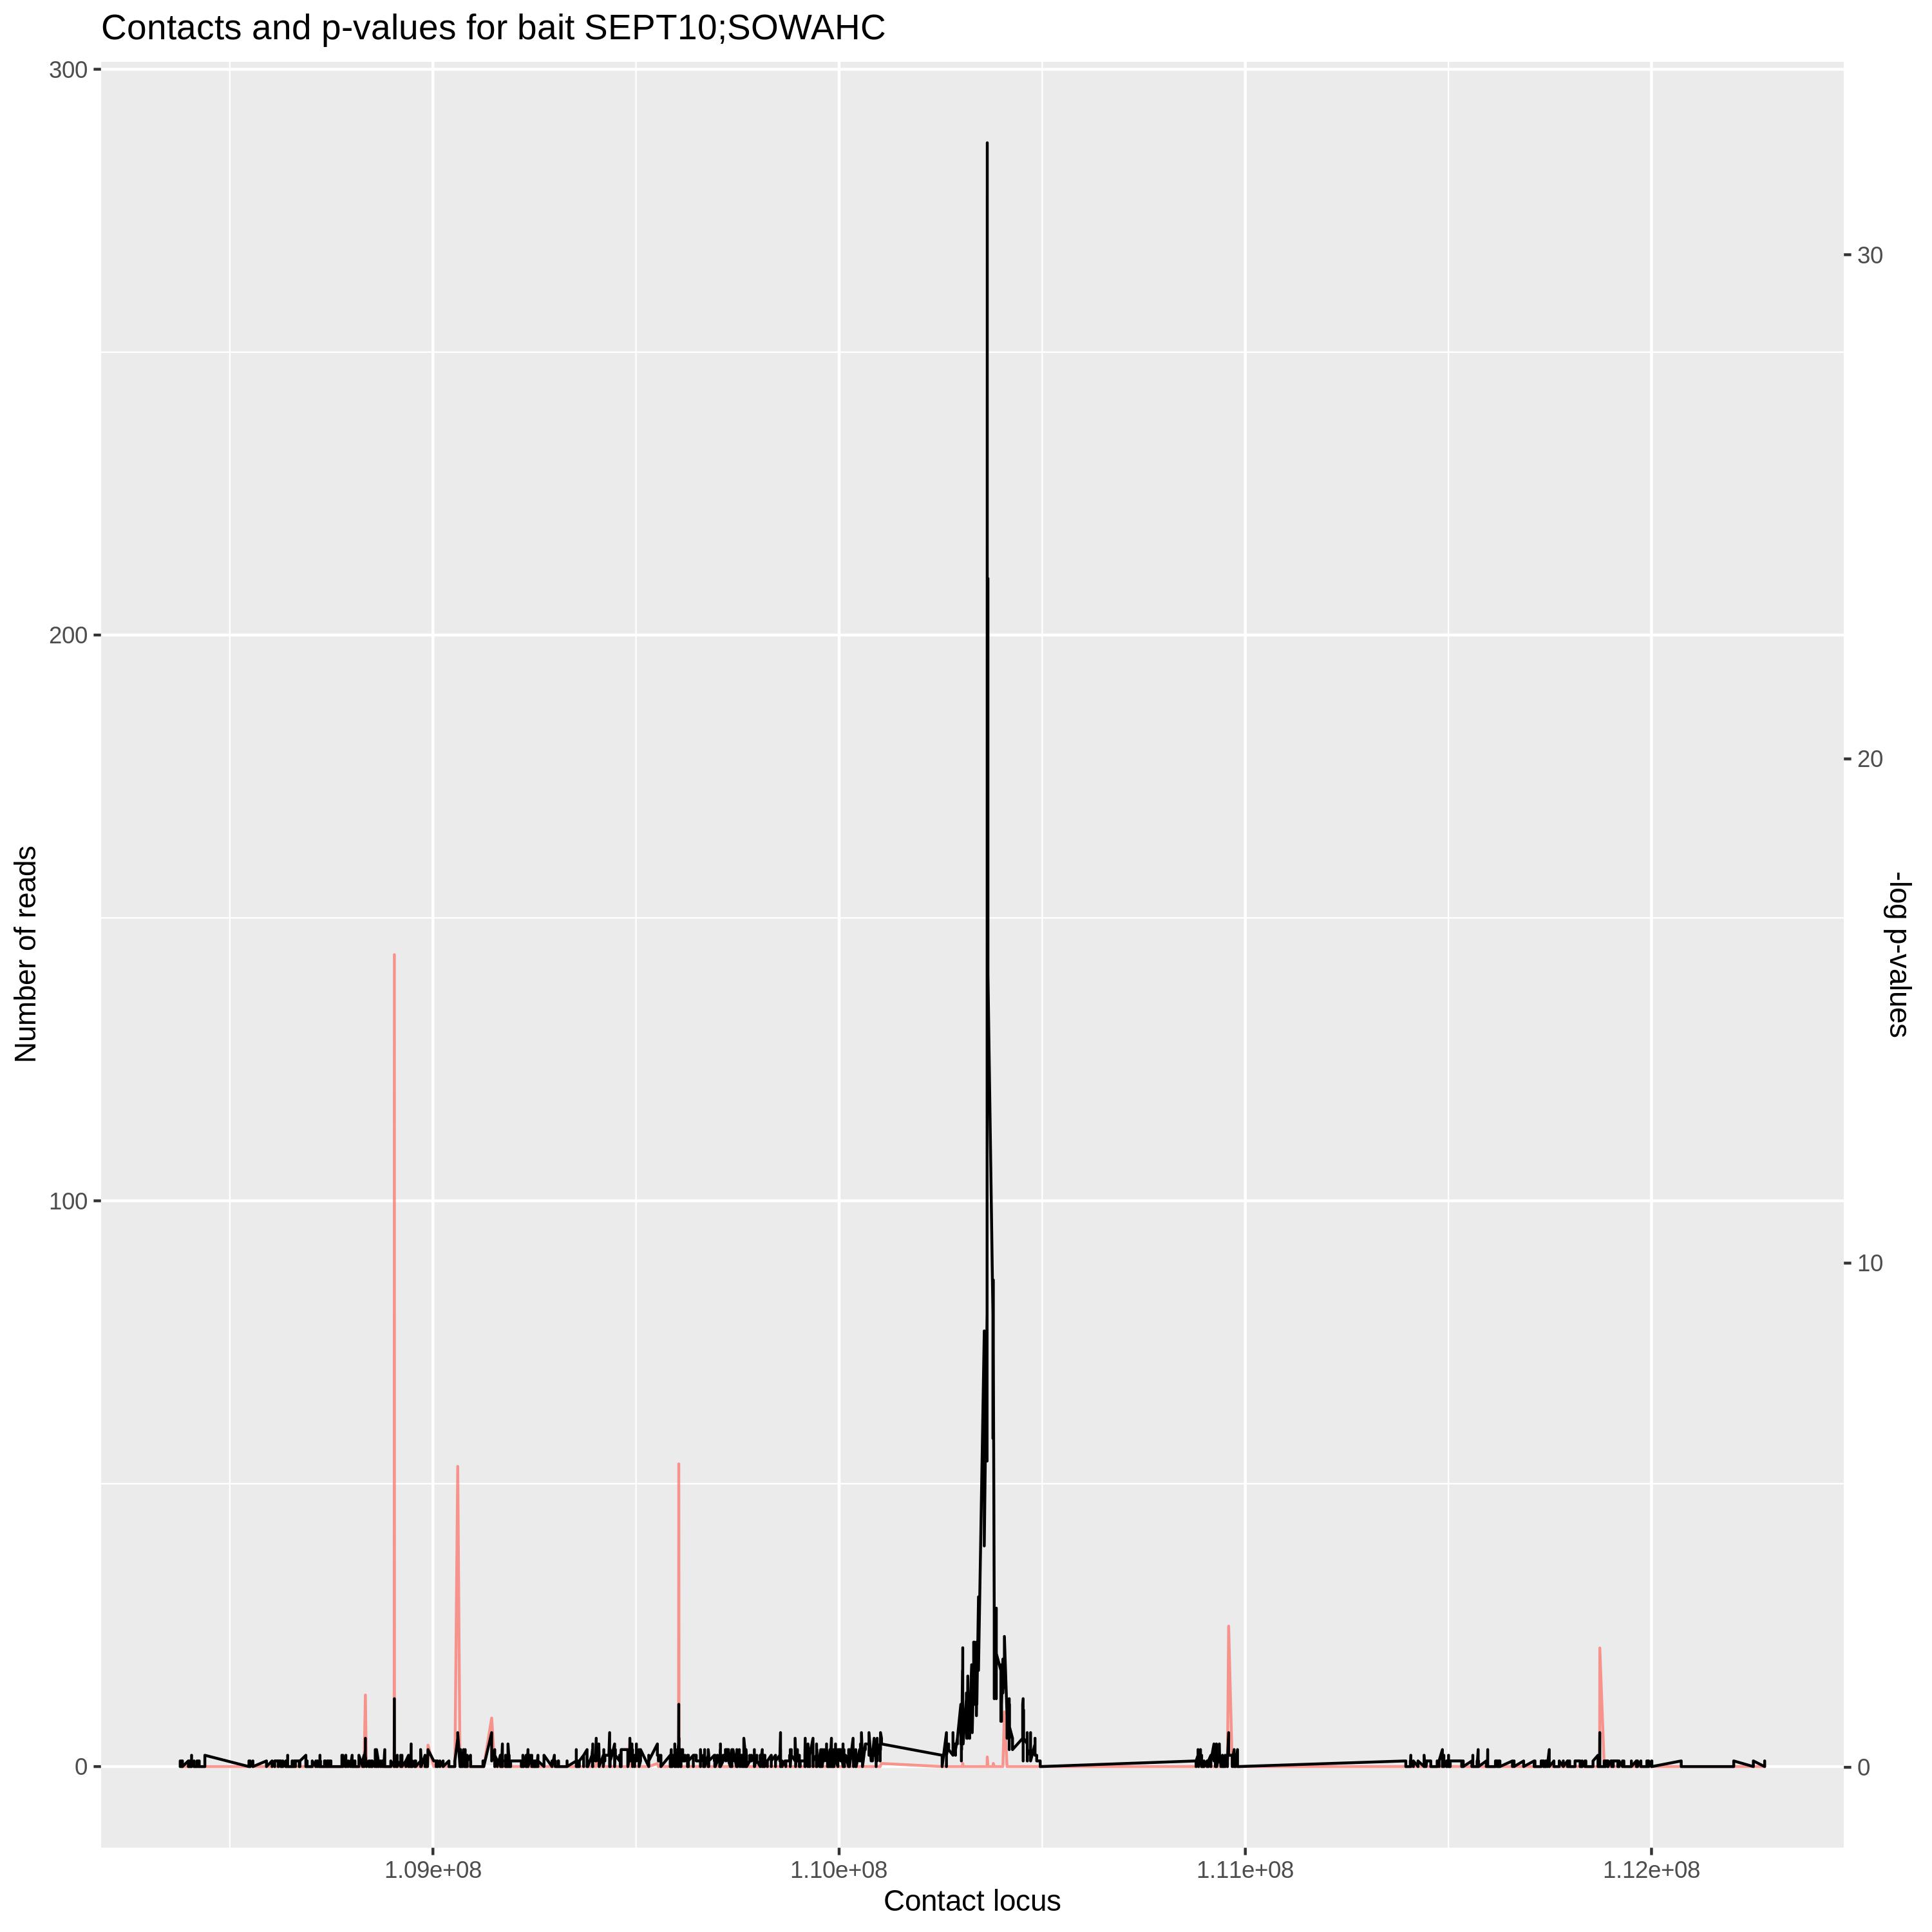 Contacts and p-values for bait SEPT10;SOWAHC
300
200
100
0
Number of reads
30
20
10
0
-log p-values
1.09e+08
1.10e+08
1.11e+08
1.12e+08
Contact locus